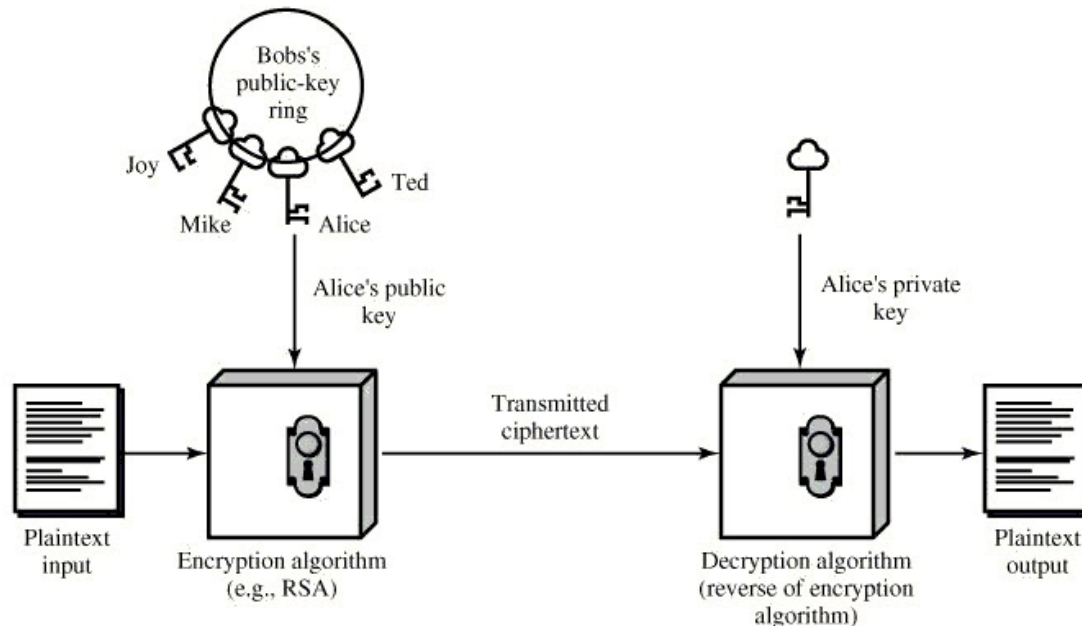 Bobs's
public-key
ring
Joy
Mike
Alice
Ted
Alice's public
key
Alice's private
key
Transmitted
ciphertext
Plaintext
input
Encryption algorithm
(e.g., RSA)
Decryption algorithm
(reverse of encryption
algorithm)
Plaintext
output